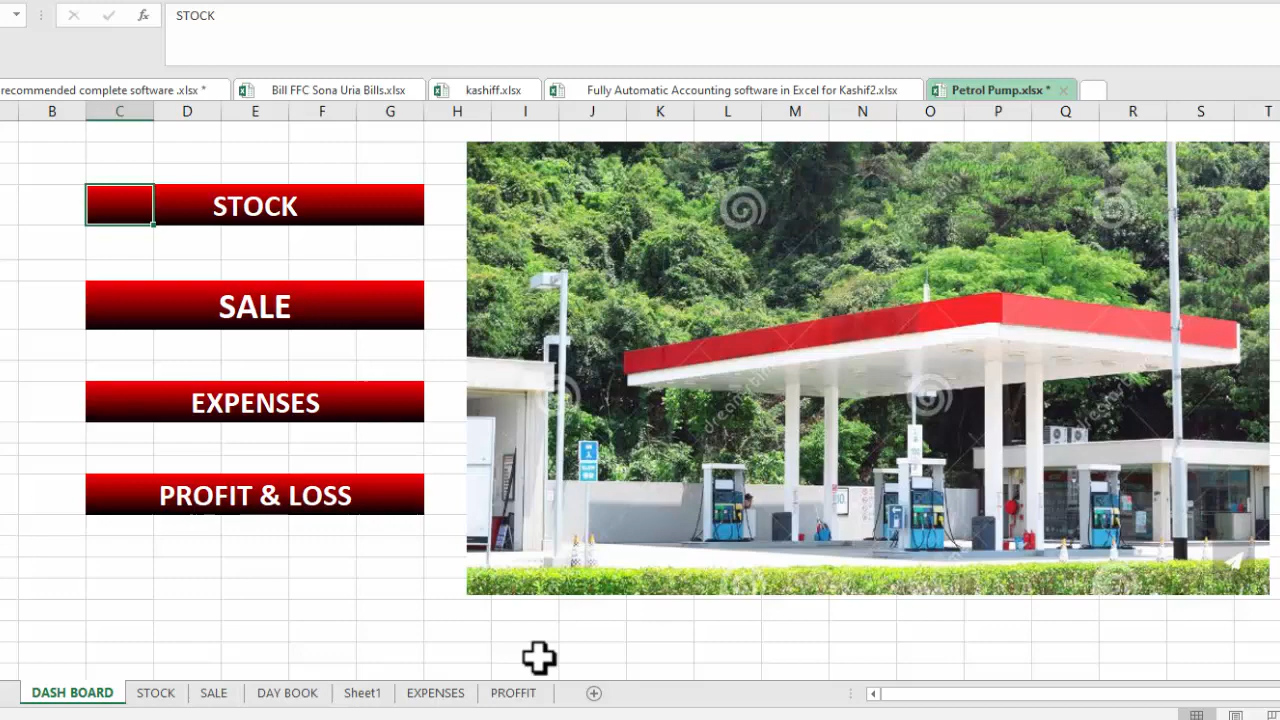 STOCK
recommended complete software .xlsx * Bill FFC Sona Uria Bills.xlsx kashiff.xlsx Fully Automatic Accounting software in Excel for Kashif2.xlsx Petrol Pump.xlsx *
B C D E F G H I J K L M N O P Q R S T
STOCK
SALE
EXPENSES
PROFIT & LOSS
DASH BOARD STOCK SALE DAY BOOK Sheet1 EXPENSES PROFFIT